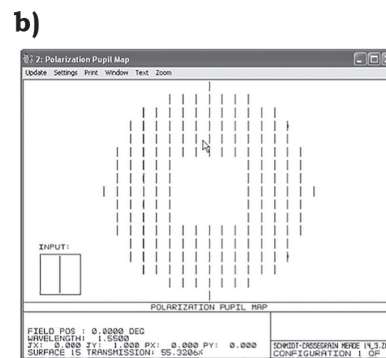 b)
2: Polarization Pupil Map
Update Settings Print Window Text Zoom
INPUT:
POLARIZATION PUPIL MAP
FIELD POS : 0.0000 DEG
WAVELENGTH: 1.5500
JX: 0.000 JY: 1.000 PX: 0.000 PY: 0.000
SURFACE 15 TRANSMISSION: 55.3206%
SCHMIDT-CASSEGRAIN MEADE
CONFIGURATION 1 OF